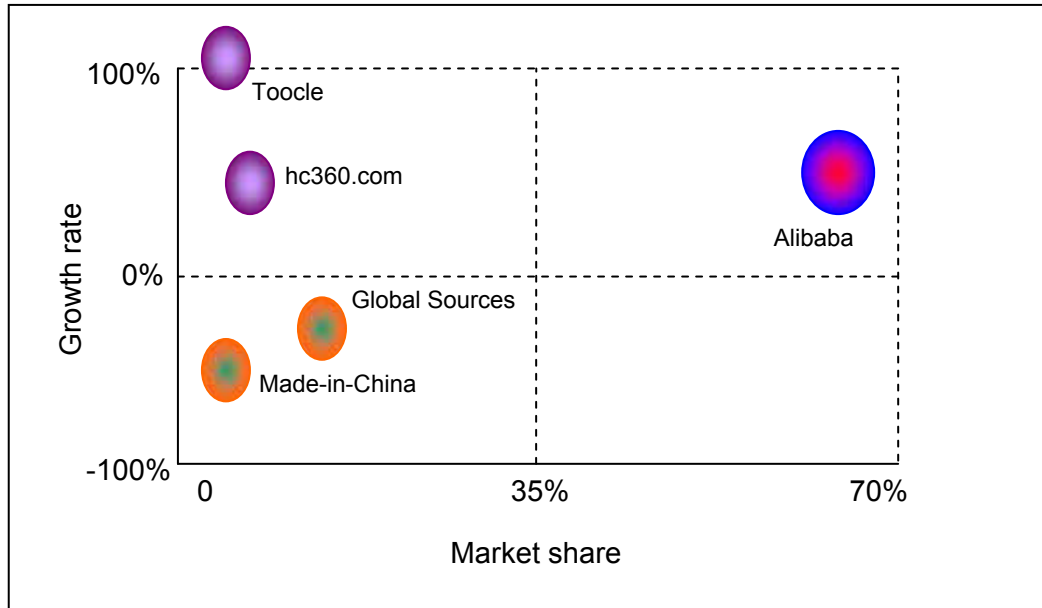 100%
Toocle
hc360.com
Alibaba
Growth rate
0%
Global Sources
Made-in-China
-100%
0
35%
70%
Market share